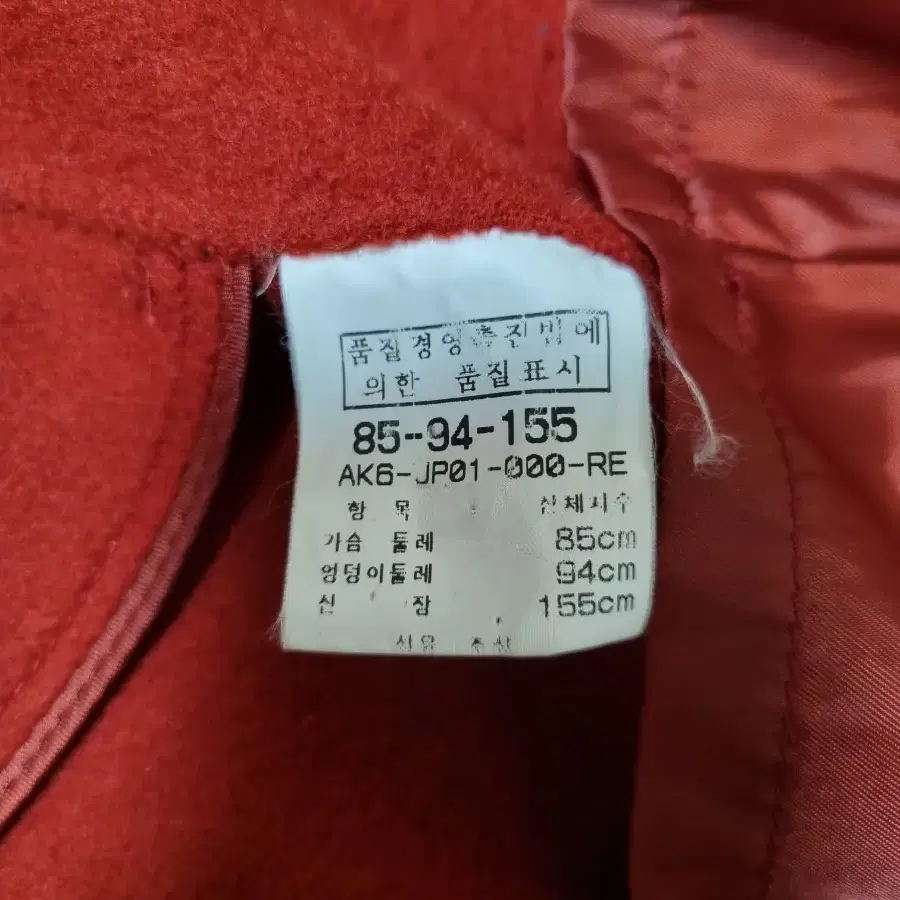 품질경영촉진법에
의한 품질표시
85-94-155
AK6-JP01-000-RE
항 목 신체치수
가슴 둘레 85cm
엉덩이둘레 94cm
신 장 155cm
섬유